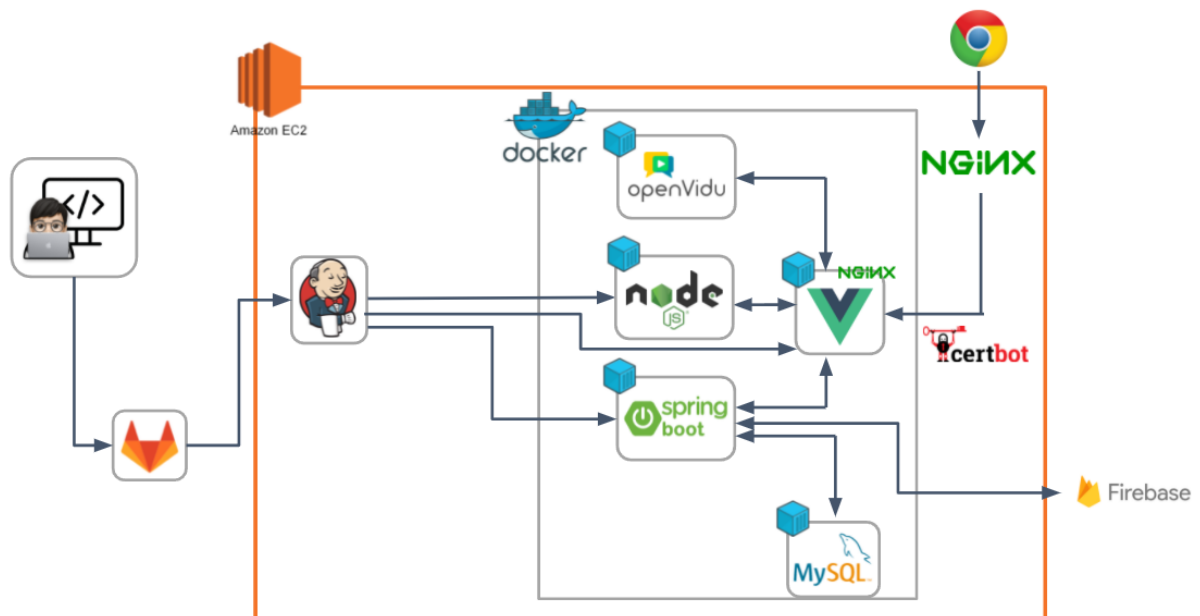 Amazon EC2
docker
NGiNX
openVidu
</>
node
JS
NGiNX
certbot
spring
boot
Firebase
MySQL